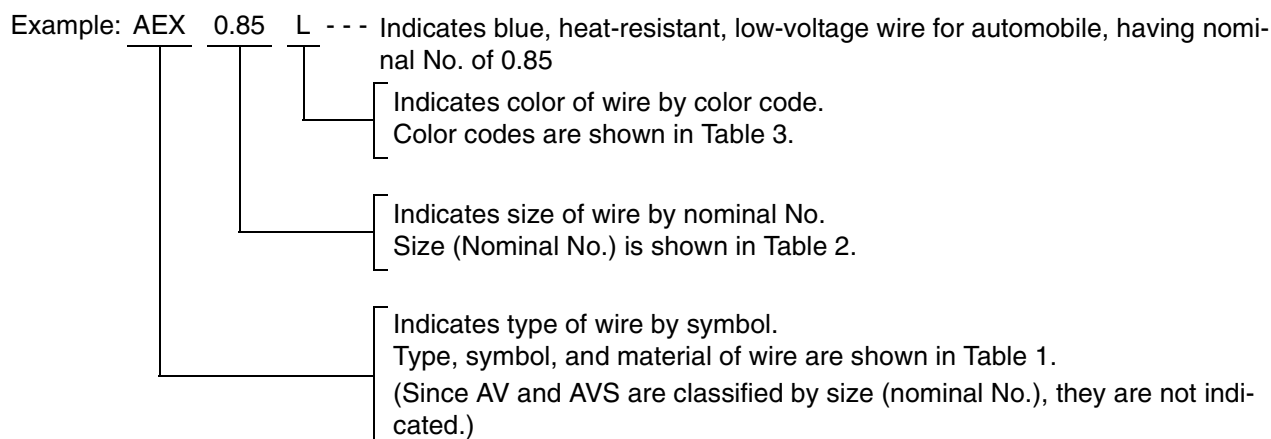 Example: AEX 0.85 L - - - Indicates blue, heat-resistant, low-voltage wire for automobile, having nomi-
nal No. of 0.85
Indicates color of wire by color code.
Color codes are shown in Table 3.
Indicates size of wire by nominal No.
Size (Nominal No.) is shown in Table 2.
Indicates type of wire by symbol.
Type, symbol, and material of wire are shown in Table 1.
(Since AV and AVS are classified by size (nominal No.), they are not indi-
cated.)